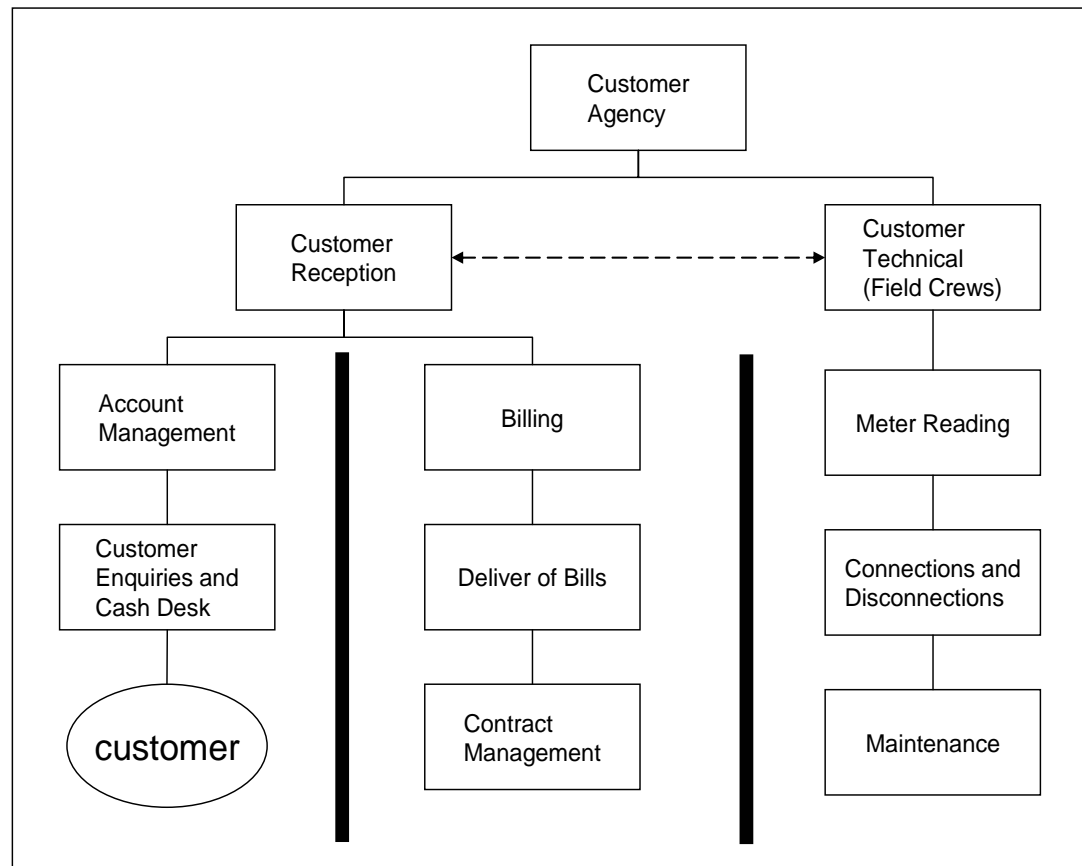 Customer
Agency
Customer
Reception
Customer
Technical
(Field Crews)
Account
Management
Billing
Meter Reading
Customer
Enquiries and
Cash Desk
Deliver of Bills
Connections and
Disconnections
customer
Contract
Management
Maintenance